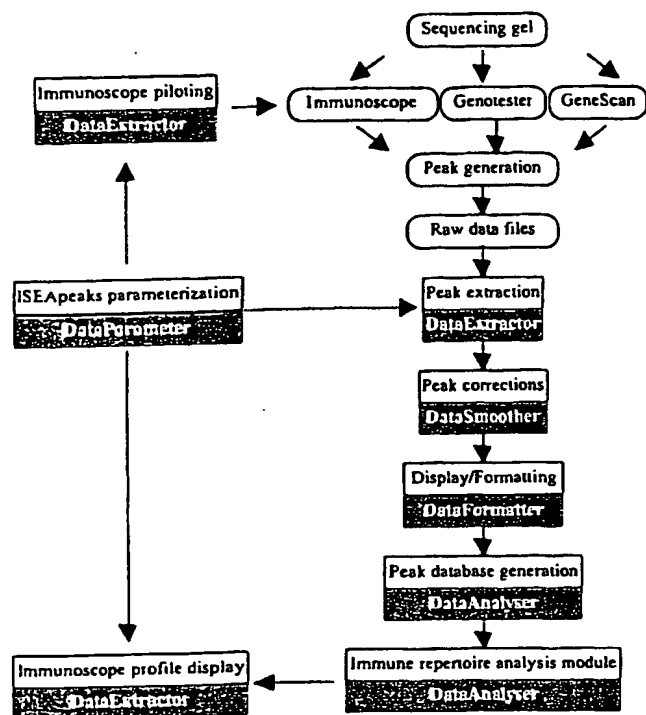 Sequencing gel
Immunoscope piloting
DataExtractor
Immunoscope
Genotester
GeneScan
Peak generation
Raw data files
ISEApeaks parameterization
DataParameter
Peak extraction
DataExtractor
Peak corrections
DataSmoother
Display/Formatting
DataFormatter
Peak database generation
DataAnalyser
Immunoscope profile display
DataExtractor
Immune repertoire analysis module
DataAnalyser